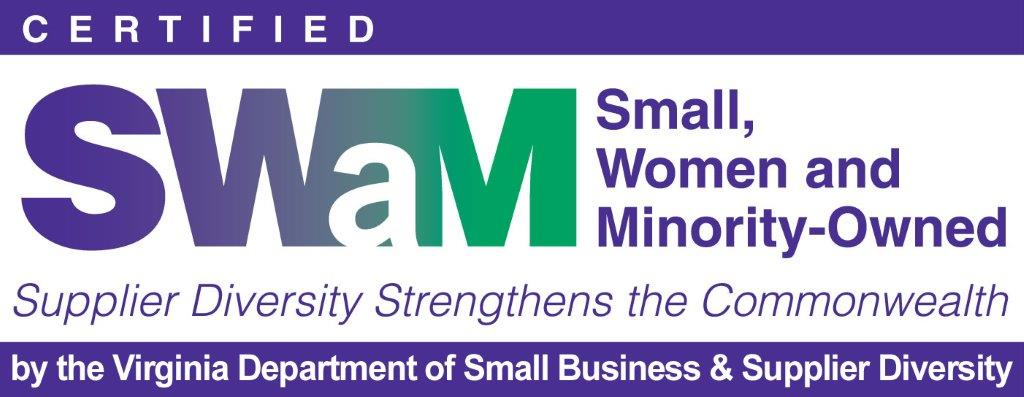 CERTIFIED
SWaM
Small,
Women and
Minority-Owned
Supplier Diversity Strengthens the Commonwealth
by the Virginia Department of Small Business & Supplier Diversity